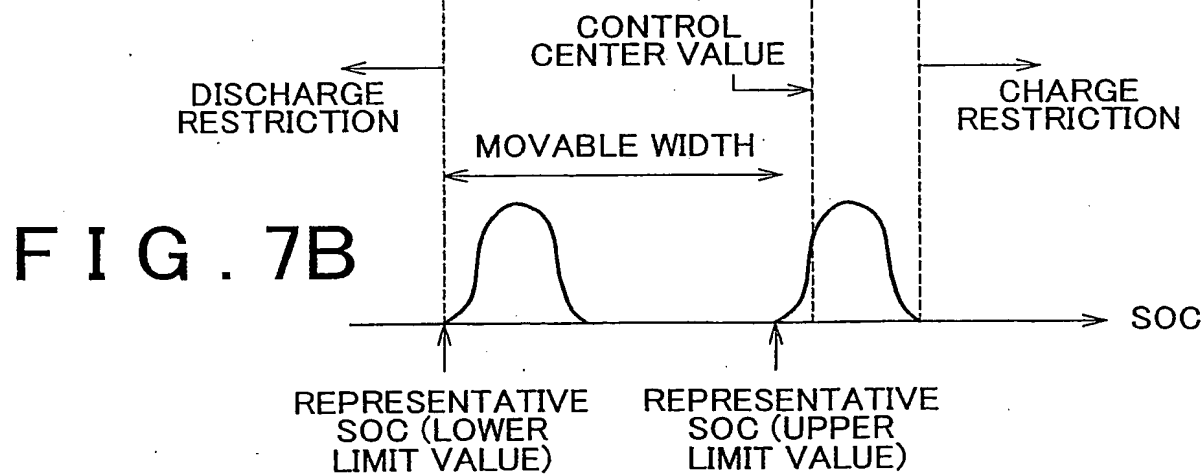 CONTROL
CENTER VALUE
DISCHARGE
RESTRICTION
CHARGE
RESTRICTION
MOVABLE WIDTH
FIG. 7B
SOC
REPRESENTATIVE
SOC (LOWER
LIMIT VALUE)
REPRESENTATIVE
SOC (UPPER
LIMIT VALUE)